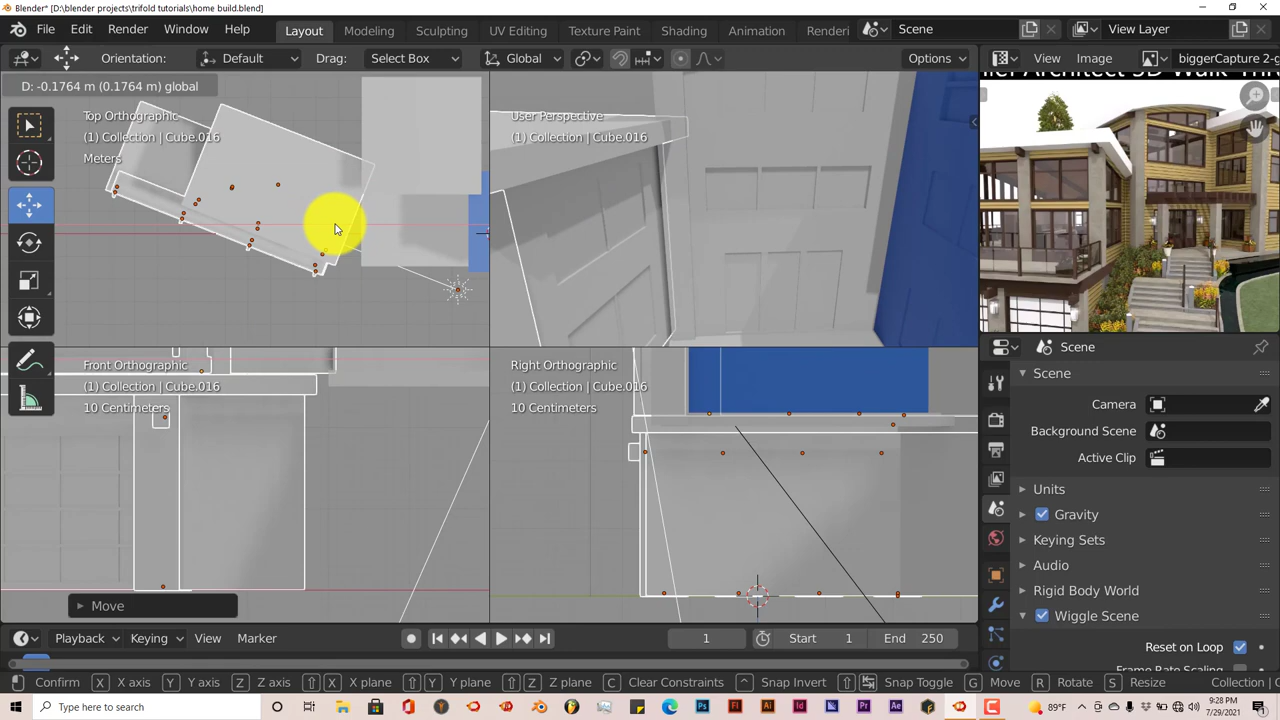 Blender* [D:\blender projects\trifold tutorials\home build.blend]
File Edit Render Window Help Layout Modeling Sculpting UV Editing Texture Paint Shading Animation Renderi Scene View Layer
Orientation: Default Drag: Select Box Global Options View Image biggerCapture 2-g
D: -0.1764 m (0.1764 m) global
Top Orthographic
(1) Collection | Cube.016
Meters
User Perspective
(1) Collection | Cube.016
Front Orthographic
(1) Collection | Cube.016
10 Centimeters
Right Orthographic
(1) Collection | Cube.016
10 Centimeters
Move
Scene
Scene
Camera
Background Scene
Active Clip
Units
Gravity
Keying Sets
Audio
Rigid Body World
Wiggle Scene
Reset on Loop
Playback Keying View Marker 1 Start 1 End 250
Confirm X X axis Y Y axis Z Z axis X X plane Y Y plane Z Z plane C Clear Constraints Snap Invert Snap Toggle G Move R Rotate S Resize Collection | C
Type here to search
89°F
9:28 PM
7/29/2021
1